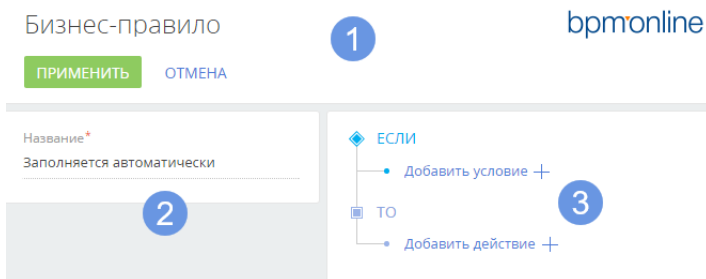 Бизнес-правило
bpm'online
1
ПРИМЕНИТЬ ОТМЕНА
Название*
Заполняется автоматически
2
ЕСЛИ
Добавить условие +
3
ТО
Добавить действие +